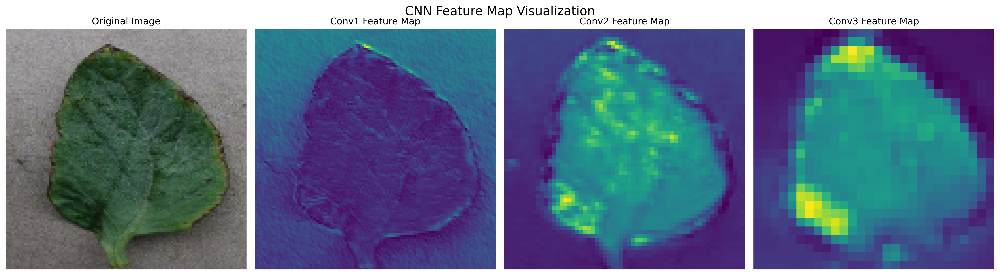 CNN Feature Map Visualization
Original Image
Conv1 Feature Map
Conv2 Feature Map
Conv3 Feature Map